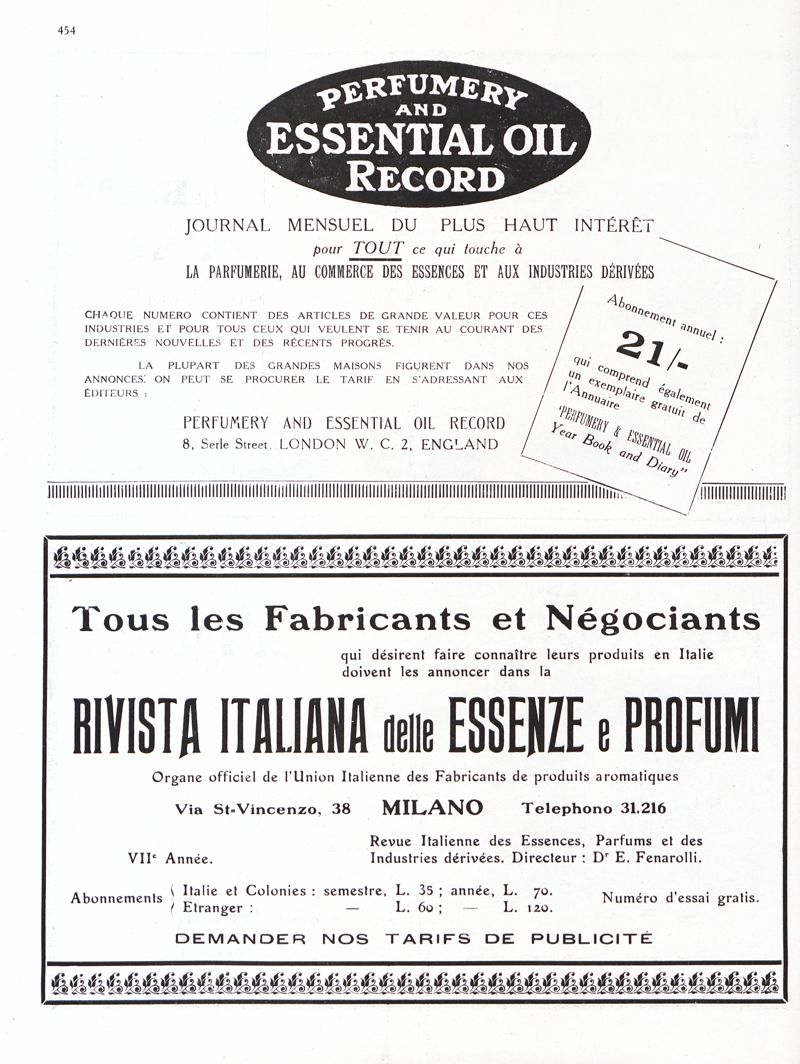 454
PERFUMERY
AND
ESSENTIAL OIL
RECORD
JOURNAL MENSUEL DU PLUS HAUT INTÉRÊT
pour TOUT ce qui touche à
LA PARFUMERIE, AU COMMERCE DES ESSENCES ET AUX INDUSTRIES DÉRIVÉES
CHAQUE NUMERO CONTIENT DES ARTICLES DE GRANDE VALEUR POUR CES
INDUSTRIES ET POUR TOUS CEUX QUI VEULENT SE TENIR AU COURANT DES
DERNIÈRES NOUVELLES ET DES RÉCENTS PROGRÈS.
LA PLUPART DES GRANDES MAISONS FIGURENT DANS NOS
ANNONCES. ON PEUT SE PROCURER LE TARIF EN S'ADRESSANT AUX
ÉDITEURS :
PERFUMERY AND ESSENTIAL OIL RECORD
8, Serle Street. LONDON W. C. 2, ENGLAND
Abonnement annuel :
21/-
qui comprend également
un exemplaire gratuit de
l'Annuaire
"PERFUMERY & ESSENTIAL OIL
Year Book and Diary"
Tous les Fabricants et Négociants
qui désirent faire connaître leurs produits en Italie
doivent les annoncer dans la
RIVISTA ITALIANA delle ESSENZE e PROFUMI
Organe officiel de l'Union Italienne des Fabricants de produits aromatiques
Via St-Vincenzo, 38 MILANO Telephono 31.216
VIIe Année.
Revue Italienne des Essences, Parfums et des
Industries dérivées. Directeur : Dr E. Fenarolli.
Abonnements
Italie et Colonies : semestre, L. 35 ; année, L. 70.
Etranger : — L. 60 ; — L. 120.
Numéro d'essai gratis.
DEMANDER NOS TARIFS DE PUBLICITÉ